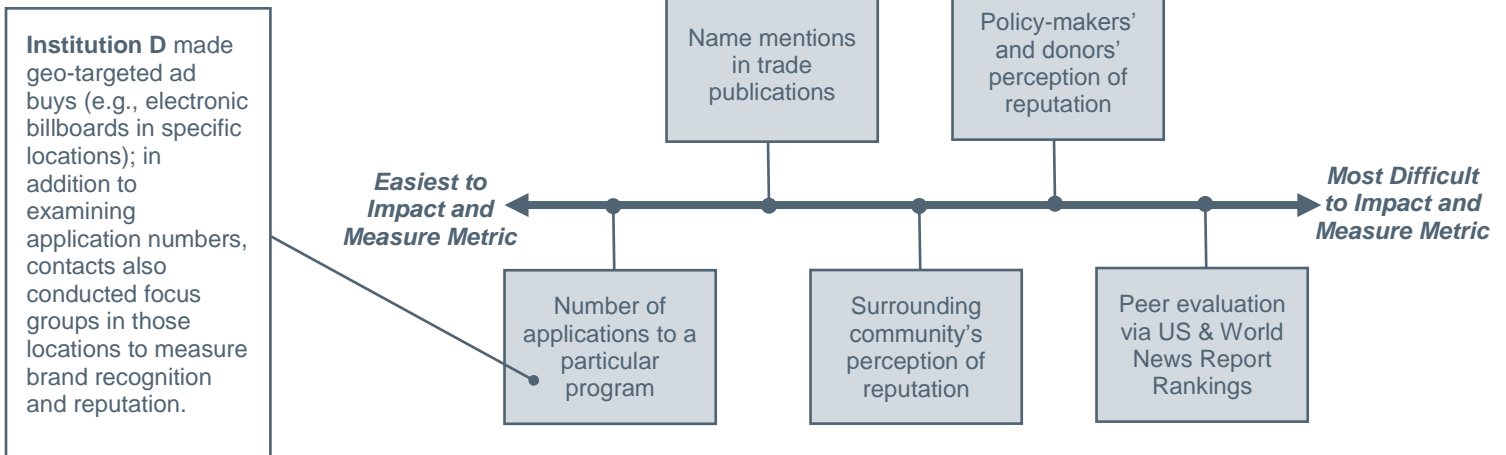 Institution D made
geo-targeted ad
buys (e.g., electronic
billboards in specific
locations); in
addition to
examining
application numbers,
contacts also
conducted focus
groups in those
locations to measure
brand recognition
and reputation.
Name mentions
in trade
publications
Policy-makers’
and donors’
perception of
reputation
Easiest to
Impact and
Measure Metric
Most Difficult
to Impact and
Measure Metric
Number of
applications to a
particular
program
Surrounding
community’s
perception of
reputation
Peer evaluation
via US & World
News Report
Rankings